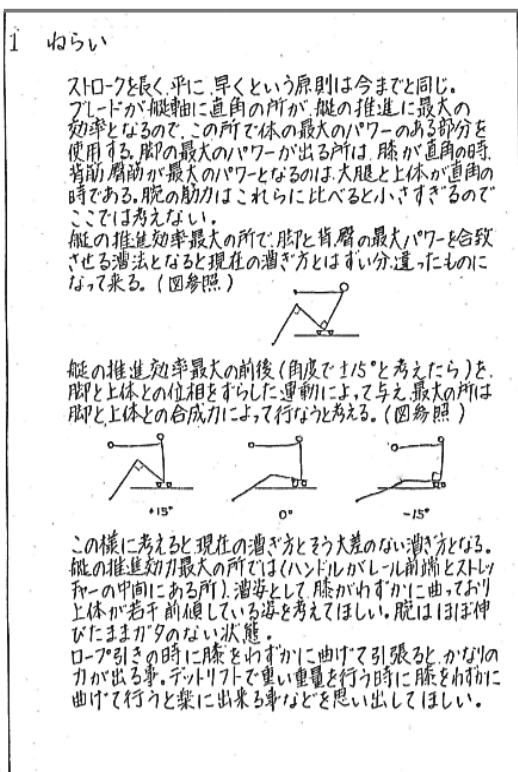 1 ねらい
ストロークを長く、平に、早くという原則は今までと同じ。
ブレードが艇軸に直角の所が、艇の推進に最大の
効率となるので、この所で体の最大のパワーのある部分を
使用する。脚の最大のパワーが出る所は、膝が直角の時、
背筋、臀筋が最大のパワーとなるのは、大腿と上体が直角の
時である。腕の筋力はこれらに比べると小さすぎるので
ここでは考えない。
艇の推進効率最大の所で、脚と背、臀の最大パワーを合致
させる漕法となると現在の漕ぎ方とはずい分、違ったものに
なって来る。(図参照)
艇の推進効率最大の前後(角度で±15°と考えたら)を、
脚と上体との位相をずらした運動によって与え、最大の所は
脚と上体との合成力によって行なうと考える。(図参照)
+15°
0°
-15°
この様に考えると、現在の漕ぎ方とそう大差のない漕ぎ方となる。
艇の推進効力最大の所では(ハンドルがレール前端とストレッ
チャーの中間にある所)、漕姿として、膝がわずかに曲っており
上体が若干前傾している姿を考えてほしい。腕はほぼ伸
びたままガタのない状態。
ロープ引きの時に膝をわずかに曲げて引張ると、かなりの
力が出る事。デットリフトで重い重量を行う時に膝をわずかに
曲げて行うと楽に出来る事などを思い出してほしい。